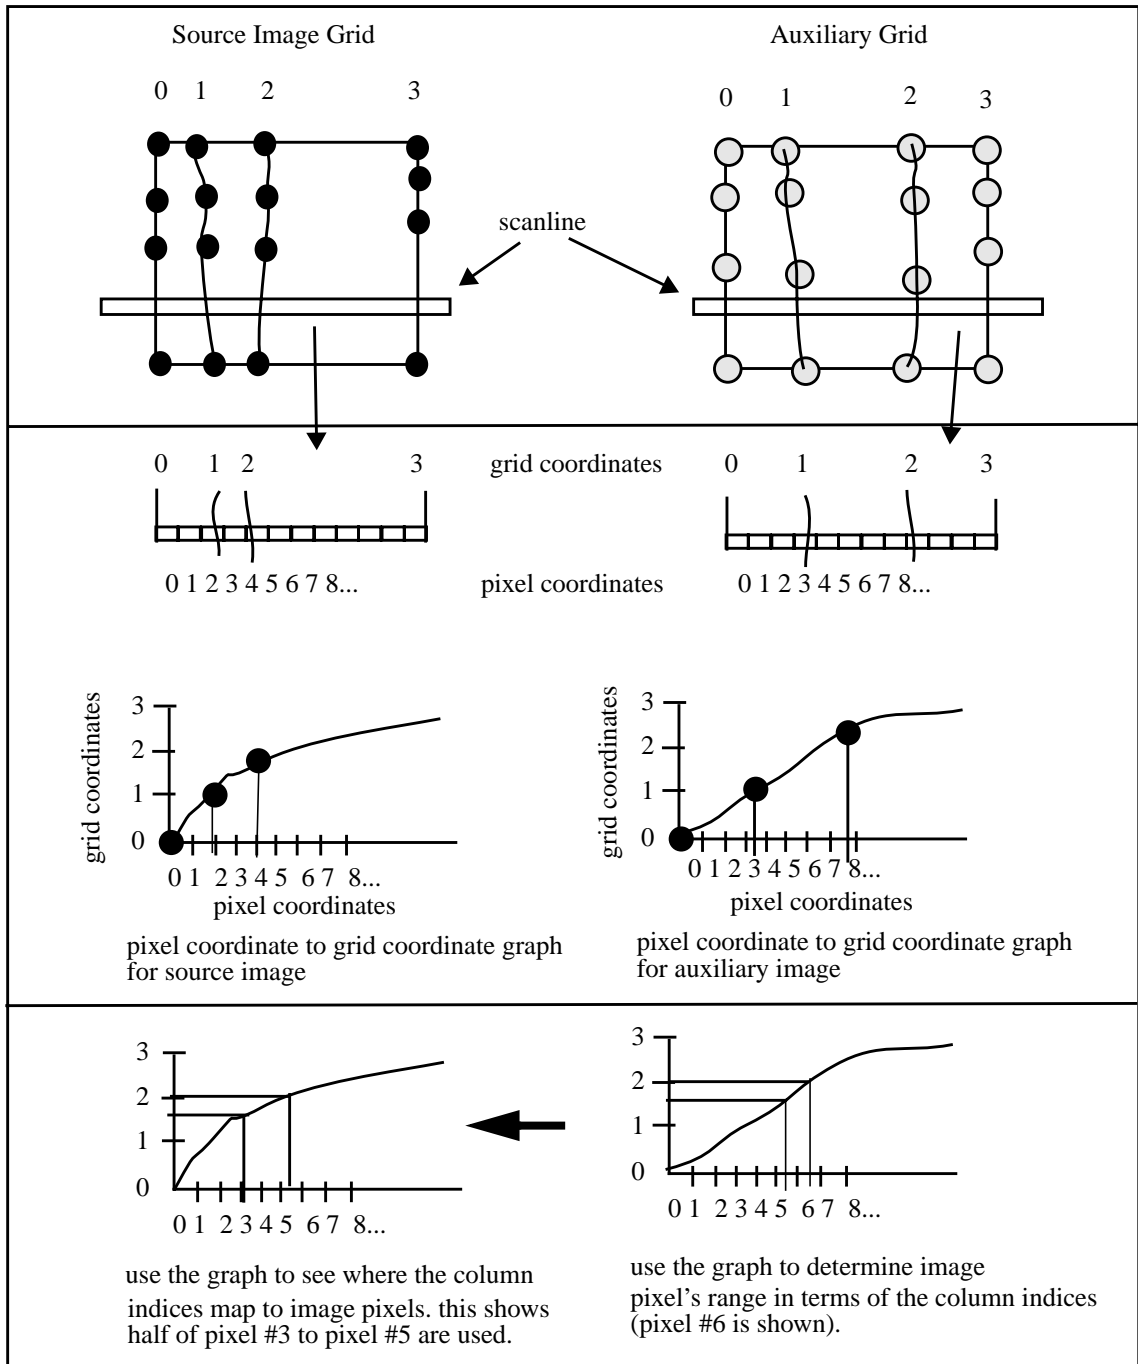 Source Image Grid
Auxiliary Grid
0 1 2 3
0 1 2 3
scanline
0 1 2 3
grid coordinates
0 1 2 3
0 1 2 3 4 5 6 7 8...
pixel coordinates
0 1 2 3 4 5 6 7 8...
grid coordinates
3
2
1
0
0 1 2 3 4 5 6 7 8...
pixel coordinates
pixel coordinate to grid coordinate graph
for source image
grid coordinates
3
2
1
0
0 1 2 3 4 5 6 7 8...
pixel coordinates
pixel coordinate to grid coordinate graph
for auxiliary image
3
2
1
0
0 1 2 3 4 5 6 7 8...
use the graph to see where the column
indices map to image pixels. this shows
half of pixel #3 to pixel #5 are used.
3
2
1
0
0 1 2 3 4 5 6 7 8...
use the graph to determine image
pixel's range in terms of the column indices
(pixel #6 is shown).